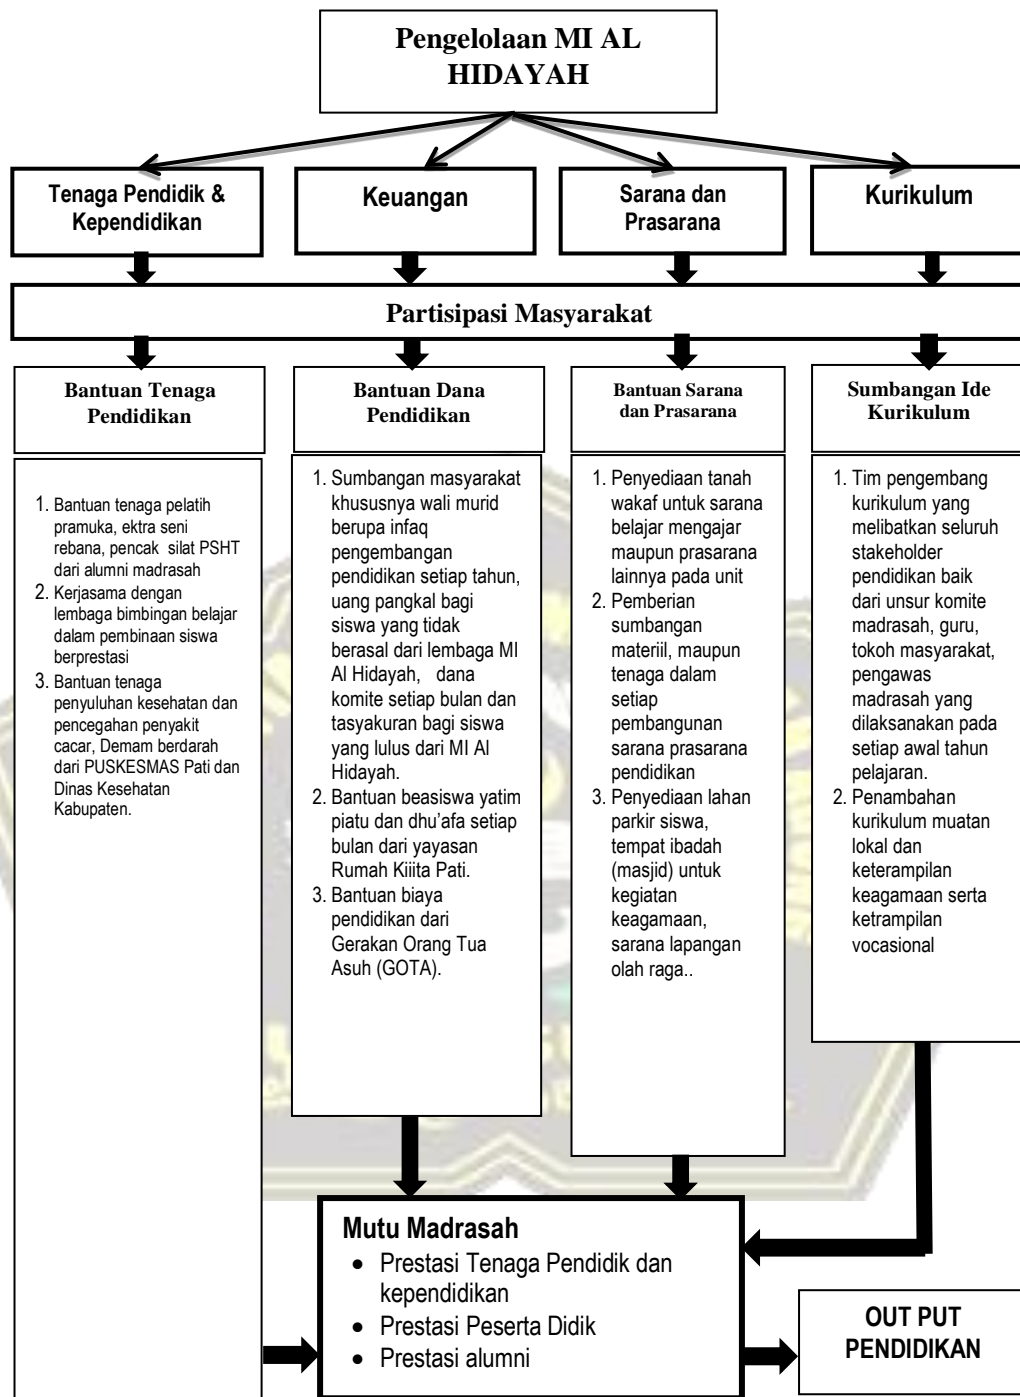 Pengelolaan MI AL
HIDAYAH
Tenaga Pendidik &
Kependidikan
Keuangan
Sarana dan
Prasarana
Kurikulum
Partisipasi Masyarakat
Bantuan Tenaga
Pendidikan
Bantuan Dana
Pendidikan
Bantuan Sarana
dan Prasarana
Sumbangan Ide
Kurikulum
1. Bantuan tenaga pelatih
pramuka, ektra seni
rebana, pencak silat PSHT
dari alumni madrasah
2. Kerjasama dengan
lembaga bimbingan belajar
dalam pembinaan siswa
berprestasi
3. Bantuan tenaga
penyuluhan kesehatan dan
pencegahan penyakit
cacar, Demam berdarah
dari PUSKESMAS Pati dan
Dinas Kesehatan
Kabupaten.
1. Sumbangan masyarakat
khususnya wali murid
berupa infaq
pengembangan
pendidikan setiap tahun,
uang pangkal bagi
siswa yang tidak
berasal dari lembaga MI
Al Hidayah, dana
komite setiap bulan dan
tasyakuran bagi siswa
yang lulus dari MI Al
Hidayah.
2. Bantuan beasiswa yatim
piatu dan dhu’afa setiap
bulan dari yayasan
Rumah Kiiita Pati.
3. Bantuan biaya
pendidikan dari
Gerakan Orang Tua
Asuh (GOTA).
1. Penyediaan tanah
wakaf untuk sarana
belajar mengajar
maupun prasarana
lainnya pada unit
2. Pemberian
sumbangan
materiil, maupun
tenaga dalam
setiap
pembangunan
sarana prasarana
pendidikan
3. Penyediaan lahan
parkir siswa,
tempat ibadah
(masjid) untuk
kegiatan
keagamaan,
sarana lapangan
olah raga..
1. Tim pengembang
kurikulum yang
melibatkan seluruh
stakeholder
pendidikan baik
dari unsur komite
madrasah, guru,
tokoh masyarakat,
pengawas
madrasah yang
dilaksanakan pada
setiap awal tahun
pelajaran.
2. Penambahan
kurikulum muatan
lokal dan
keterampilan
keagamaan serta
ketrampilan
vocasional
Mutu Madrasah
• Prestasi Tenaga Pendidik dan
kependidikan
• Prestasi Peserta Didik
• Prestasi alumni
OUT PUT
PENDIDIKAN